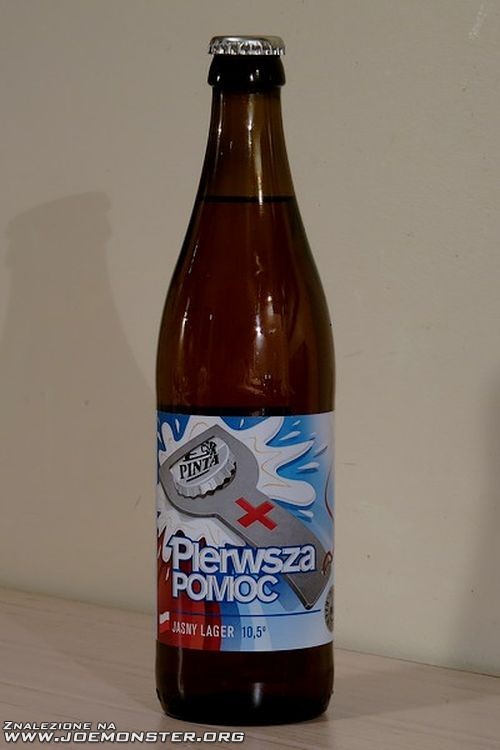 PINTA
Pierwsza
POMOC
JASNY LAGER 10,5°
ZNALEZIONE NA
WWW.JOEMONSTER.ORG